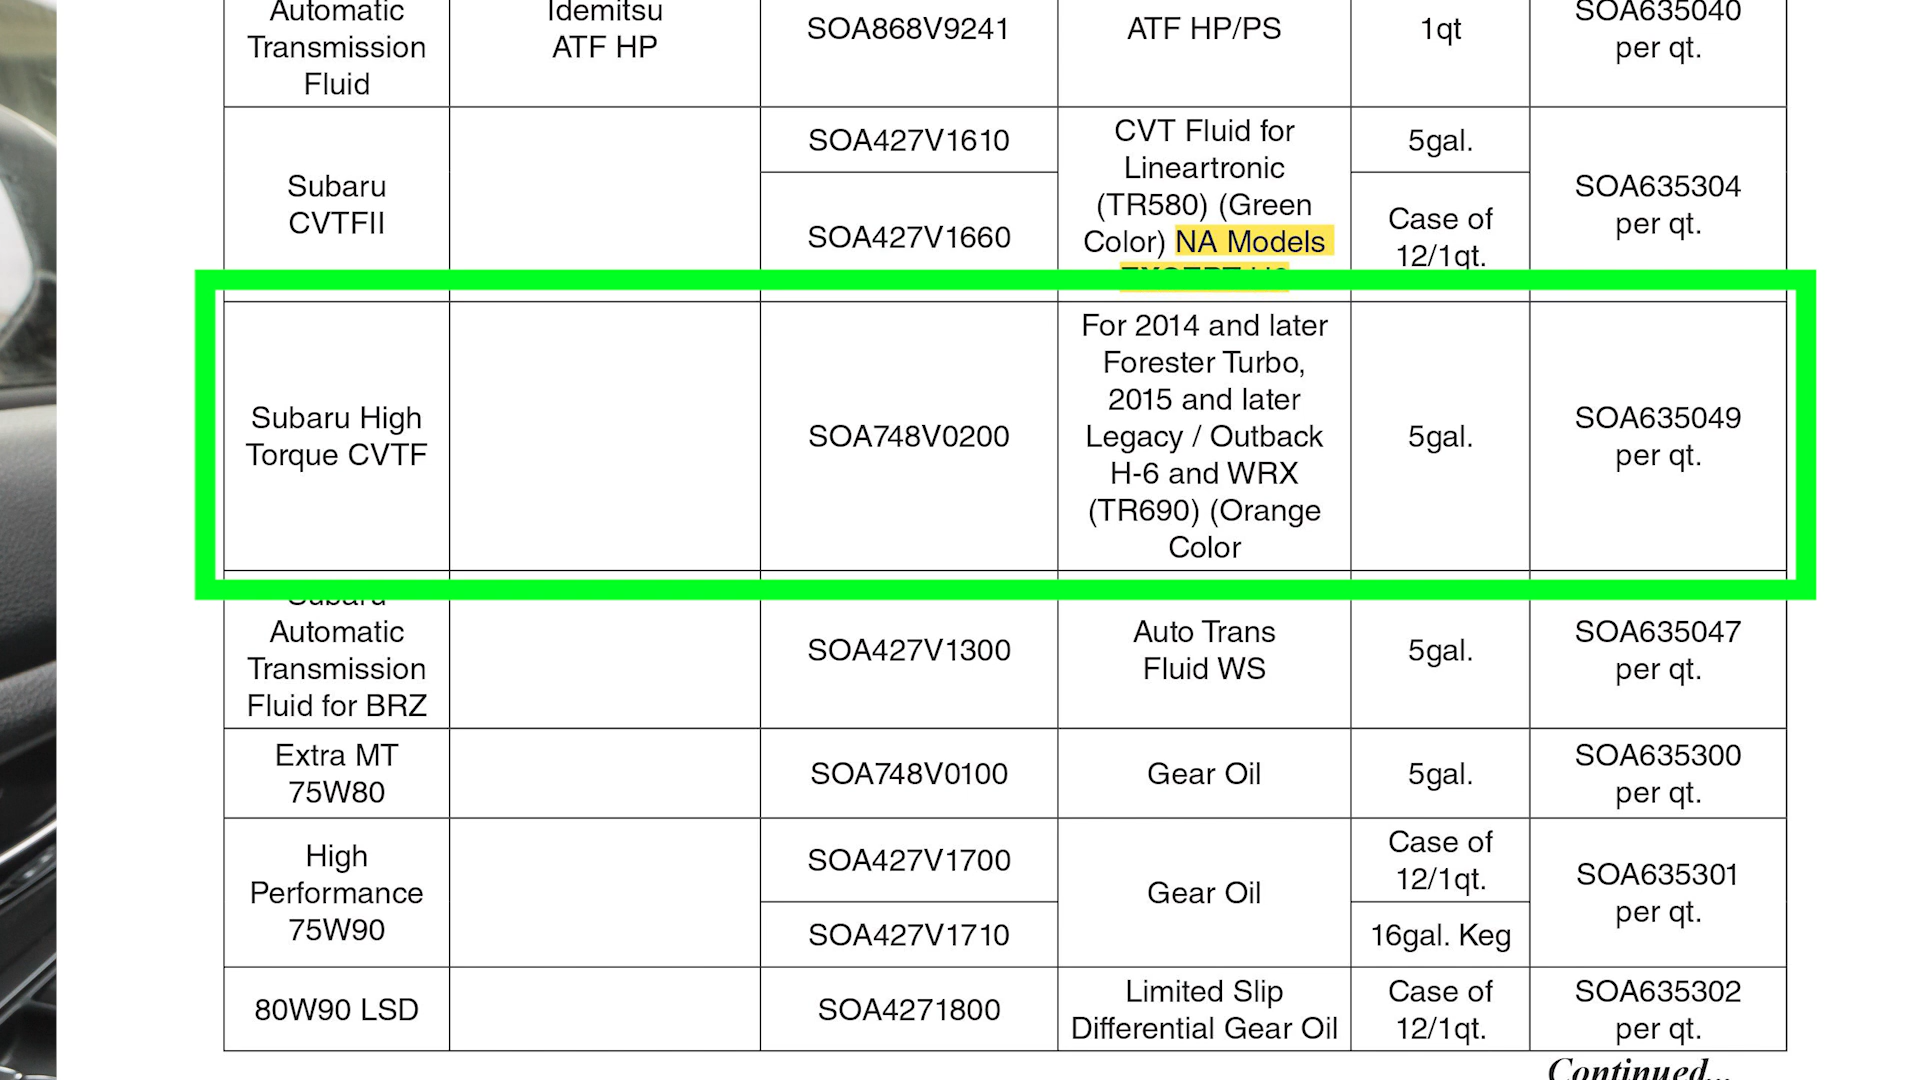 Automatic
Transmission
Fluid
Idemitsu
ATF HP
SOA868V9241
ATF HP/PS
1qt
SOA635040
per qt.
Subaru
CVTFII
SOA427V1610
SOA427V1660
CVT Fluid for
Lineartronic
(TR580) (Green
Color) NA Models
5gal.
Case of
12/1qt.
SOA635304
per qt.
Subaru High
Torque CVTF
SOA748V0200
For 2014 and later
Forester Turbo,
2015 and later
Legacy / Outback
H-6 and WRX
(TR690) (Orange
Color
5gal.
SOA635049
per qt.
Subaru
Automatic
Transmission
Fluid for BRZ
SOA427V1300
Auto Trans
Fluid WS
5gal.
SOA635047
per qt.
Extra MT
75W80
SOA748V0100
Gear Oil
5gal.
SOA635300
per qt.
High
Performance
75W90
SOA427V1700
SOA427V1710
Gear Oil
Case of
12/1qt.
16gal. Keg
SOA635301
per qt.
80W90 LSD
SOA4271800
Limited Slip
Differential Gear Oil
Case of
12/1qt.
SOA635302
per qt.
Continued...